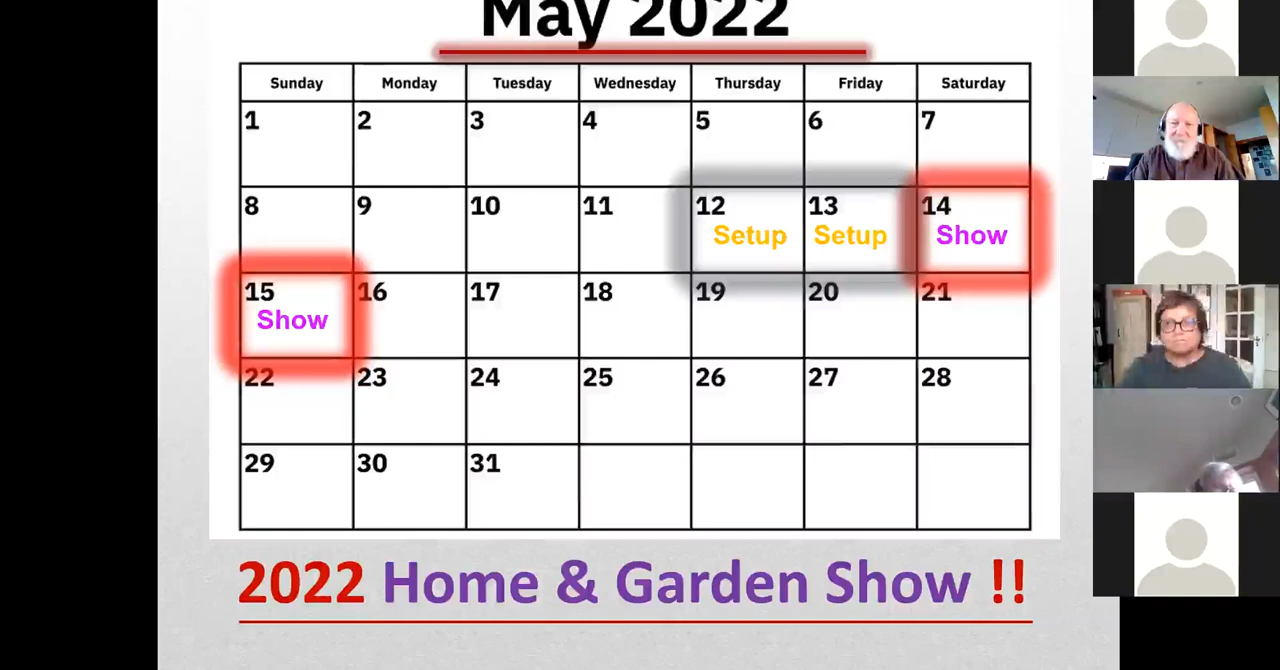 May 2022
Sunday Monday Tuesday Wednesday Thursday Friday Saturday
1 2 3 4 5 6 7
8 9 10 11 12 13 14
Setup Setup Show
15 16 17 18 19 20 21
Show
22 23 24 25 26 27 28
29 30 31
2022 Home & Garden Show !!